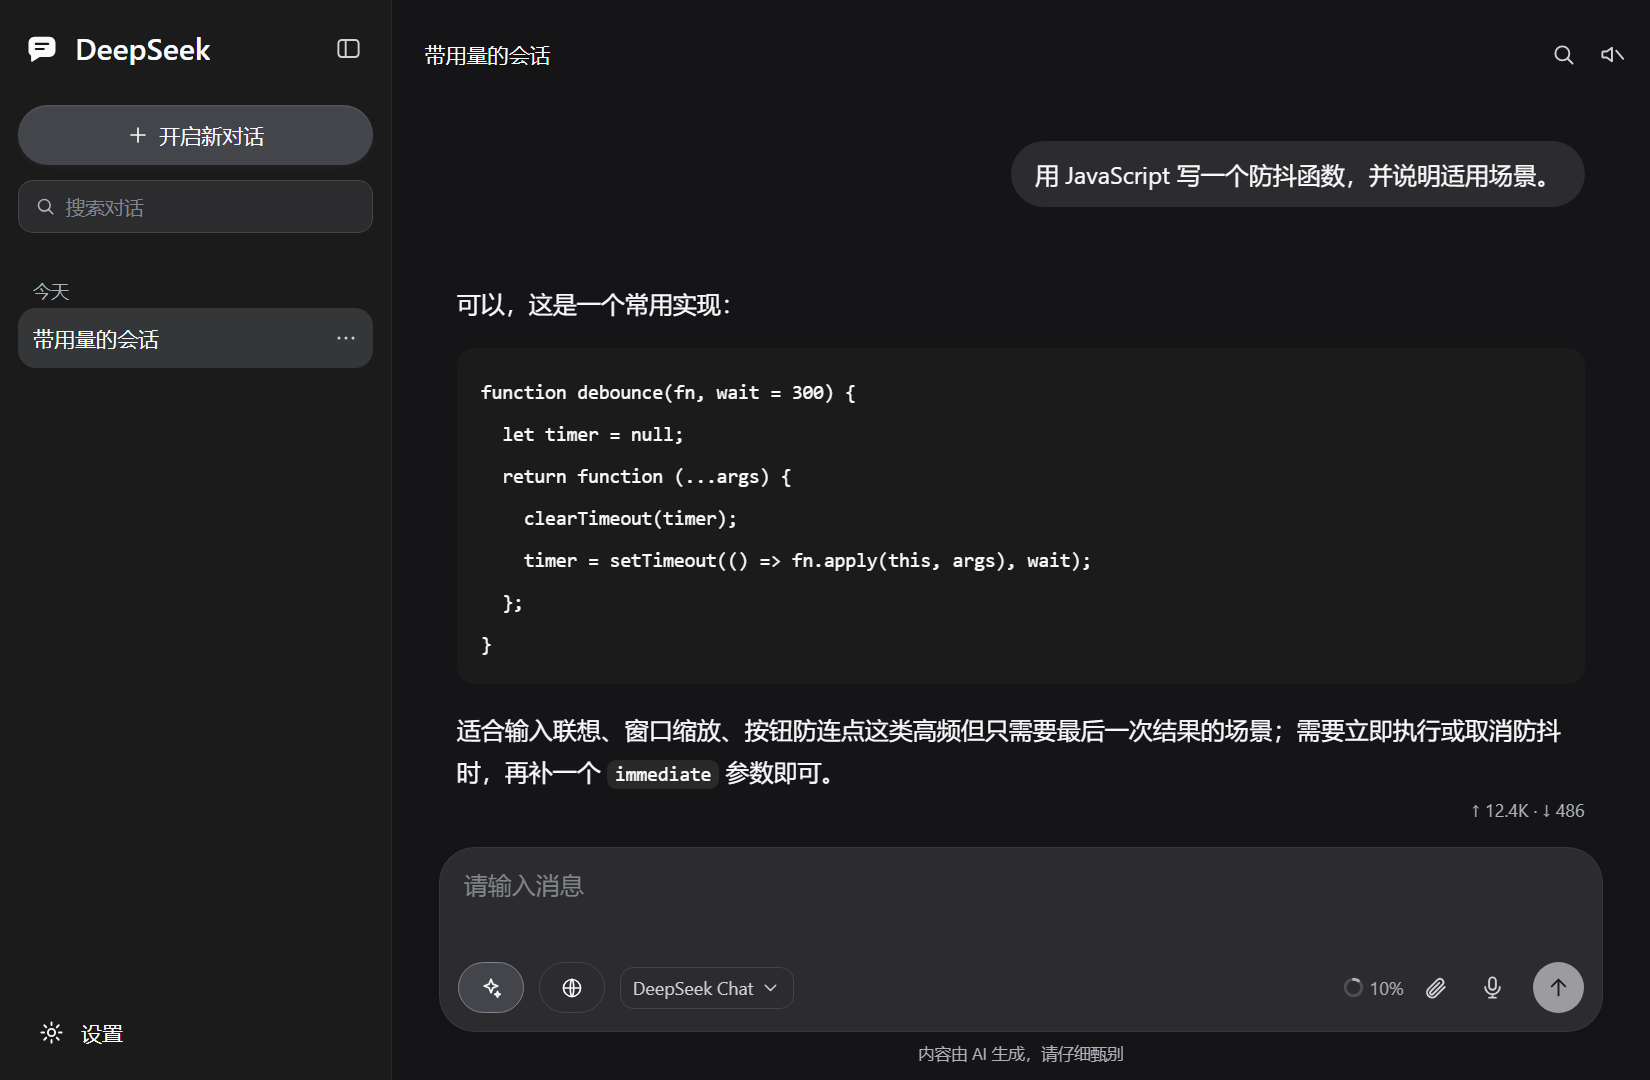 DeepSeek
开启新对话
搜索对话
今天
带用量的会话
设置
带用量的会话
用 JavaScript 写一个防抖函数，并说明适用场景。
可以，这是一个常用实现：
function debounce(fn, wait = 300) {
  let timer = null;
  return function (...args) {
    clearTimeout(timer);
    timer = setTimeout(() => fn.apply(this, args), wait);
  };
}
适合输入联想、窗口缩放、按钮防连点这类高频但只需要最后一次结果的场景；需要立即执行或取消防抖
时，再补一个 immediate 参数即可。
↑ 12.4K · ↓ 486
请输入消息
DeepSeek Chat
10%
内容由 AI 生成，请仔细甄别